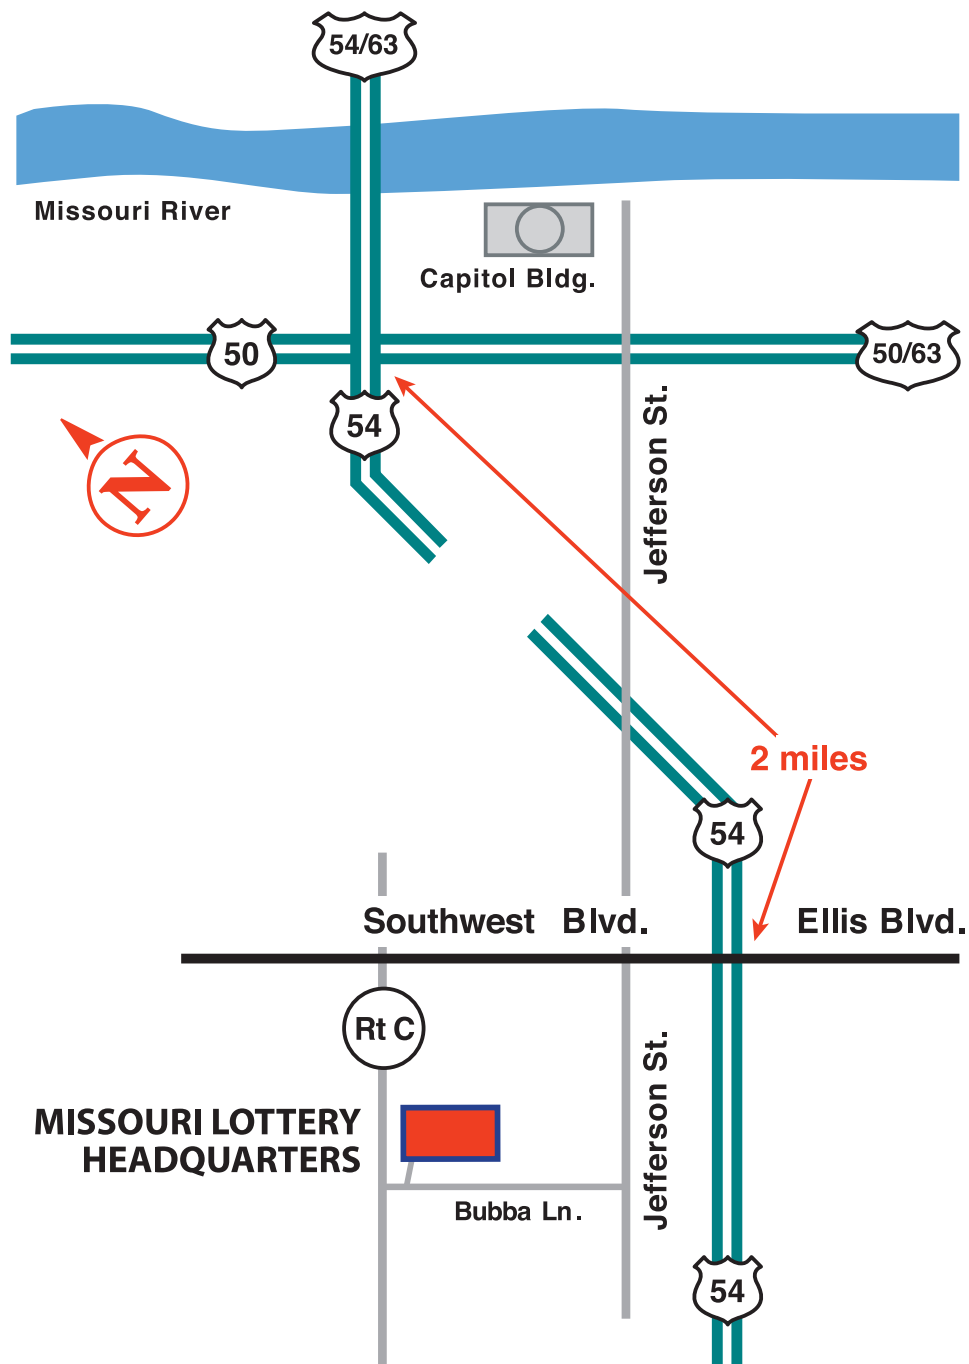 54/63
Missouri River
Capitol Bldg.
50
50/63
54
Jefferson St.
N
2 miles
54
Southwest Blvd.
Ellis Blvd.
Rt C
Jefferson St.
MISSOURI LOTTERY
HEADQUARTERS
Bubba Ln.
54